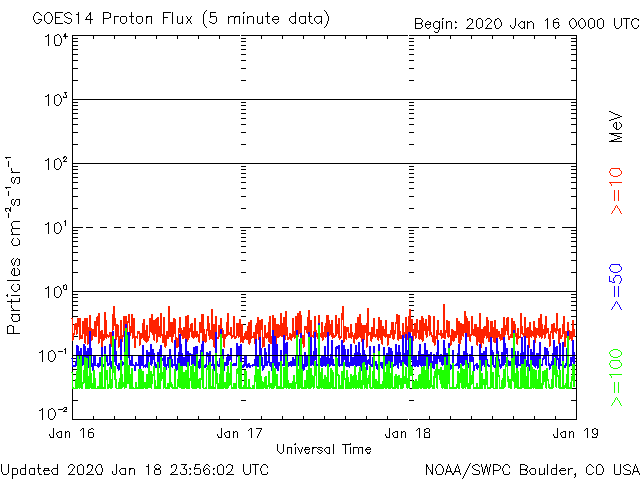 GOES14 Proton Flux (5 minute data)
Begin: 2020 Jan 16 0000 UTC
10⁴
10³
10²
10¹
10⁰
10⁻¹
10⁻²
Particles cm⁻²s⁻¹sr⁻¹
MeV
>=10
>=50
>=100
Jan 16
Jan 17
Jan 18
Jan 19
Universal Time
Updated 2020 Jan 18 23:56:02 UTC
NOAA/SWPC Boulder, CO USA